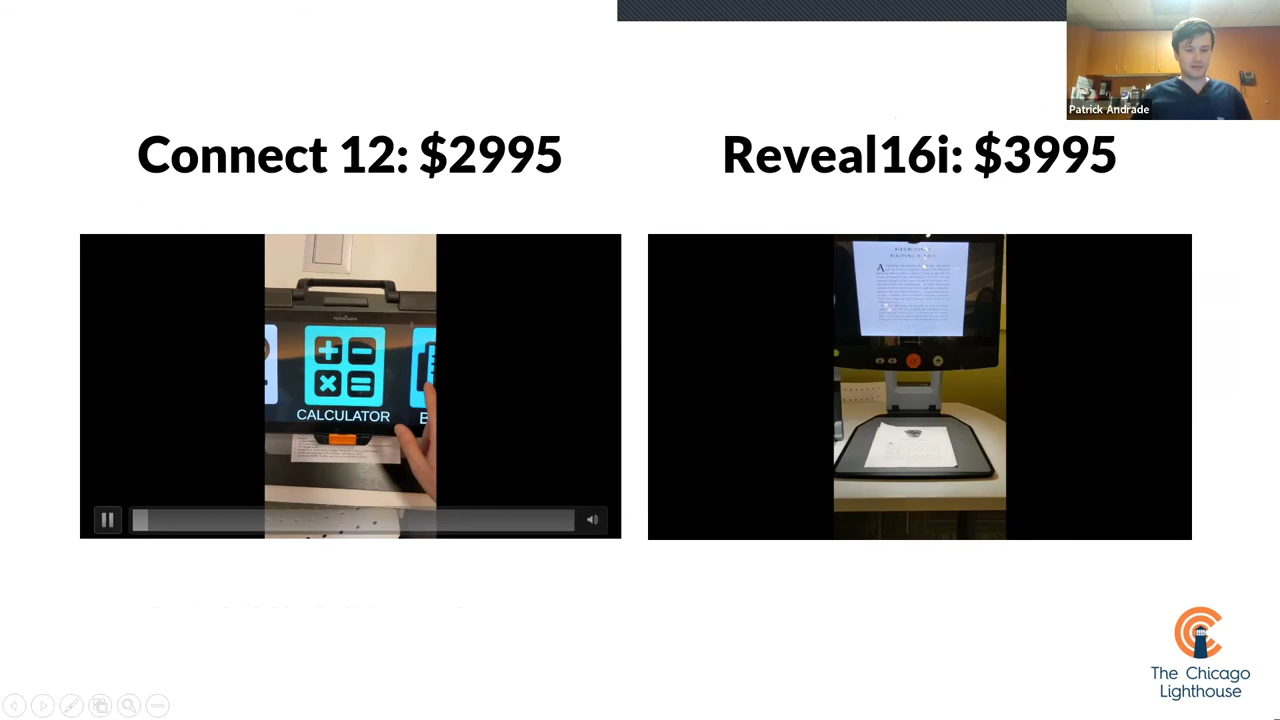 Patrick Andrade
Connect 12: $2995
Reveal16i: $3995
CALCULATOR
The Chicago
Lighthouse